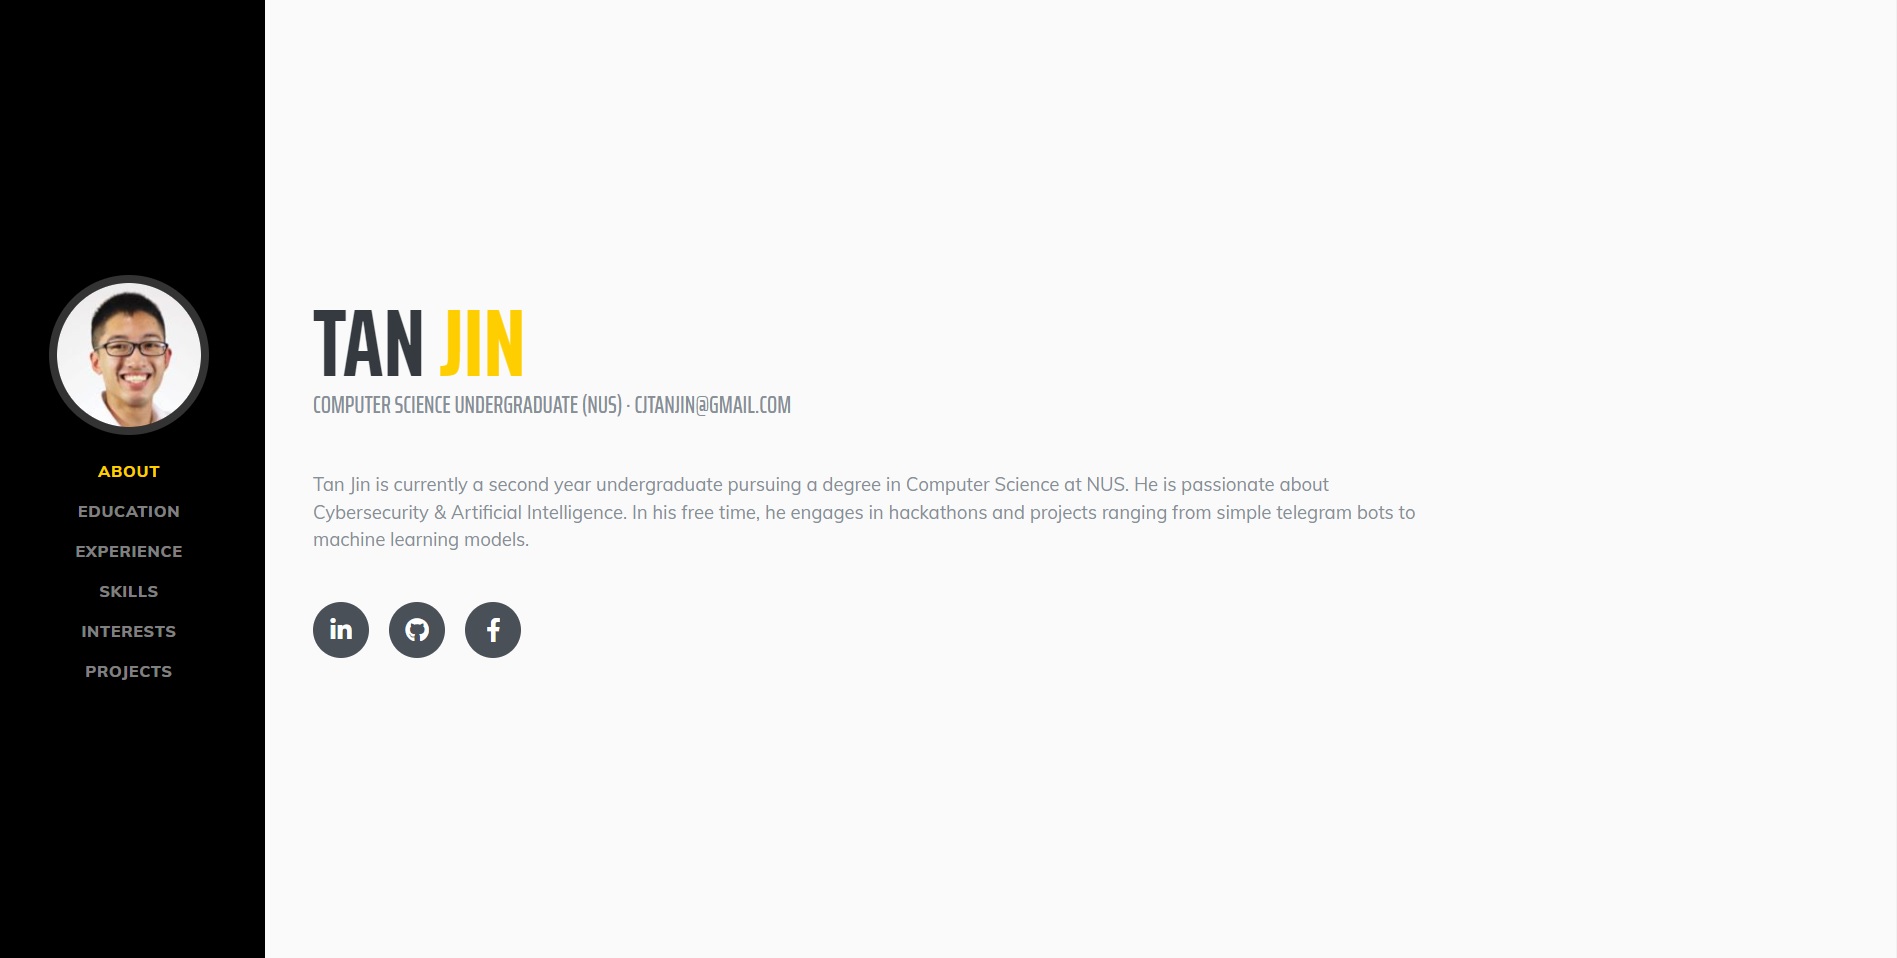 ABOUT
EDUCATION
EXPERIENCE
SKILLS
INTERESTS
PROJECTS
TAN JIN
COMPUTER SCIENCE UNDERGRADUATE (NUS) · CJTANJIN@GMAIL.COM
Tan Jin is currently a second year undergraduate pursuing a degree in Computer Science at NUS. He is passionate about
Cybersecurity & Artificial Intelligence. In his free time, he engages in hackathons and projects ranging from simple telegram bots to
machine learning models.
in
f